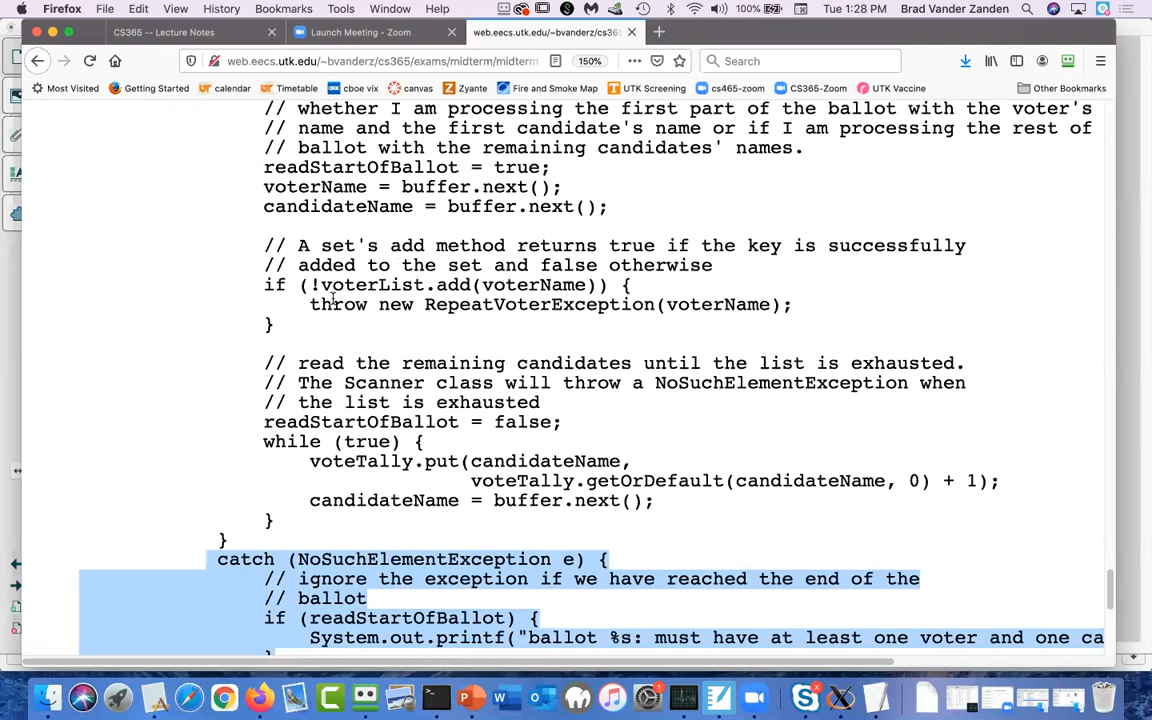 Firefox File Edit View History Bookmarks Tools Window Help 100% Tue 1:28 PM Brad Vander Zanden
CS365 -- Lecture Notes Launch Meeting - Zoom web.eecs.utk.edu/~bvanderz/cs365
web.eecs.utk.edu/~bvanderz/cs365/exams/midterm/midterm 150% Search
Most Visited Getting Started calendar Timetable cboe vix canvas Zyante Fire and Smoke Map UTK Screening cs465-zoom CS365-Zoom UTK Vaccine Other Bookmarks
// whether I am processing the first part of the ballot with the voter's
// name and the first candidate's name or if I am processing the rest of
// ballot with the remaining candidates' names.
readStartOfBallot = true;
voterName = buffer.next();
candidateName = buffer.next();
// A set's add method returns true if the key is successfully
// added to the set and false otherwise
if (!voterList.add(voterName)) {
throw new RepeatVoterException(voterName);
}
// read the remaining candidates until the list is exhausted.
// The Scanner class will throw a NoSuchElementException when
// the list is exhausted
readStartOfBallot = false;
while (true) {
voteTally.put(candidateName,
voteTally.getOrDefault(candidateName, 0) + 1);
candidateName = buffer.next();
}
}
catch (NoSuchElementException e) {
// ignore the exception if we have reached the end of the
// ballot
if (readStartOfBallot) {
System.out.printf("ballot %s: must have at least one voter and one ca